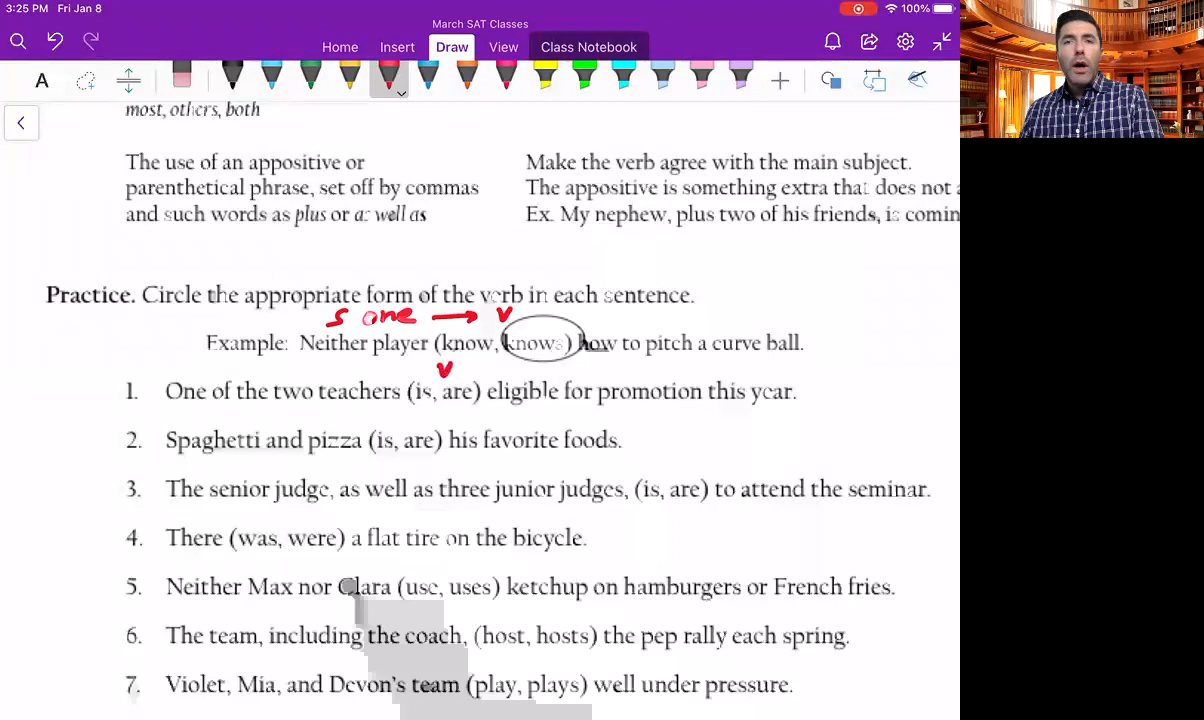 3:25 PM Fri Jan 8
100%
March SAT Classes
Home Insert Draw View Class Notebook
A
most, others, both
The use of an appositive or
parenthetical phrase, set off by commas
and such words as plus or as well as
Make the verb agree with the main subject.
The appositive is something extra that does not a
Ex. My nephew, plus two of his friends, is comin
Practice. Circle the appropriate form of the verb in each sentence.
s one → v
Example: Neither player (know, knows) how to pitch a curve ball.
v
1. One of the two teachers (is, are) eligible for promotion this year.
2. Spaghetti and pizza (is, are) his favorite foods.
3. The senior judge, as well as three junior judges, (is, are) to attend the seminar.
4. There (was, were) a flat tire on the bicycle.
5. Neither Max nor Clara (use, uses) ketchup on hamburgers or French fries.
6. The team, including the coach, (host, hosts) the pep rally each spring.
7. Violet, Mia, and Devon's team (play, plays) well under pressure.